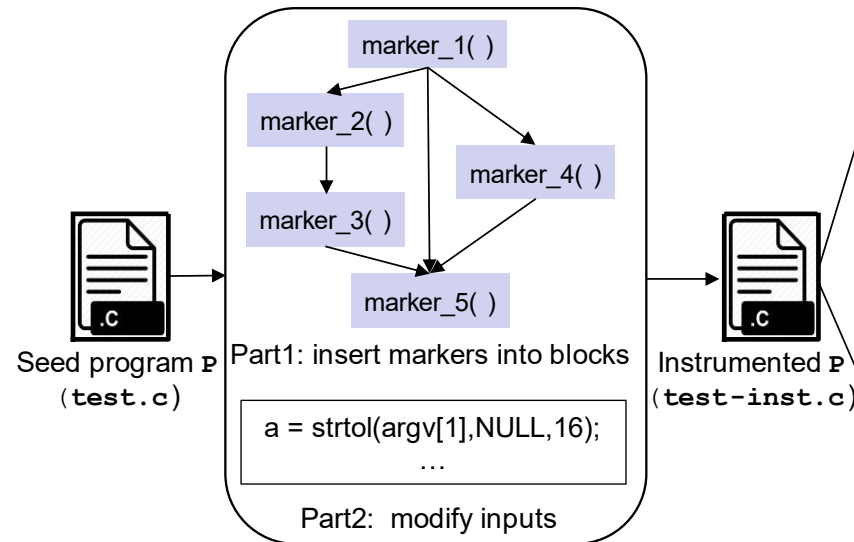 marker_1( )
marker_2( )
marker_4( )
marker_3( )
marker_5( )
.C
.C
Seed program P
(test.c)
Part1: insert markers into blocks
Instrumented P
(test-inst.c)
a = strtol(argv[1],NULL,16);
…
Part2:  modify inputs